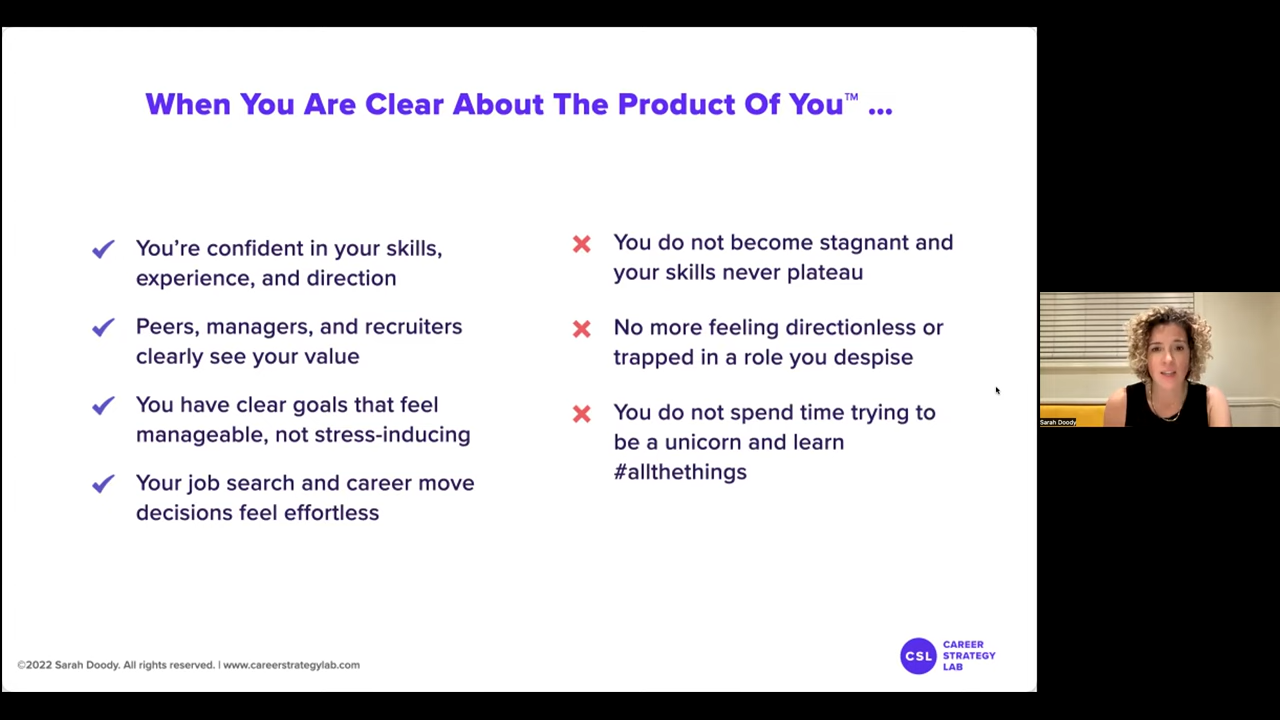 When You Are Clear About The Product Of You™ ...
You’re confident in your skills,
experience, and direction
Peers, managers, and recruiters
clearly see your value
You have clear goals that feel
manageable, not stress-inducing
Your job search and career move
decisions feel effortless
You do not become stagnant and
your skills never plateau
No more feeling directionless or
trapped in a role you despise
You do not spend time trying to
be a unicorn and learn
#allthethings
Sarah Doody
©2022 Sarah Doody. All rights reserved. | www.careerstrategylab.com
CSL
CAREER
STRATEGY
LAB